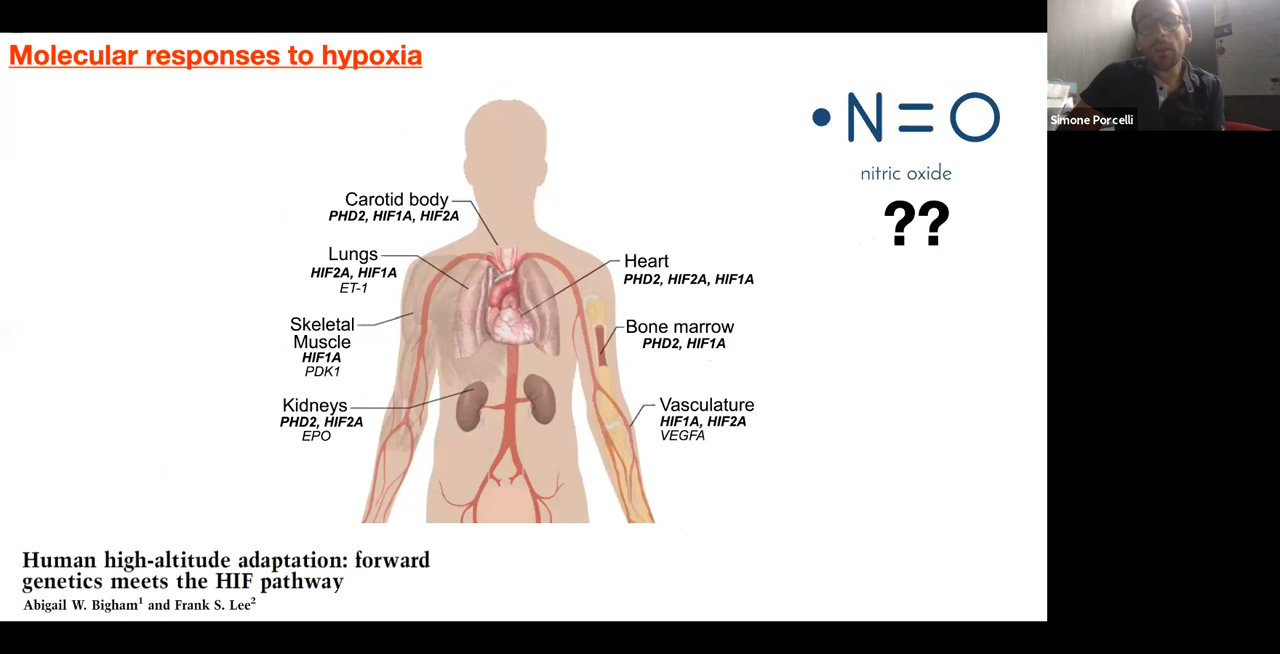 Molecular responses to hypoxia
•N=O
nitric oxide
??
Carotid body
PHD2, HIF1A, HIF2A
Lungs
HIF2A, HIF1A
ET-1
Skeletal
Muscle
HIF1A
PDK1
Kidneys
PHD2, HIF2A
EPO
Heart
PHD2, HIF2A, HIF1A
Bone marrow
PHD2, HIF1A
Vasculature
HIF1A, HIF2A
VEGFA
Human high-altitude adaptation: forward
genetics meets the HIF pathway
Abigail W. Bigham¹ and Frank S. Lee²
Simone Porcelli